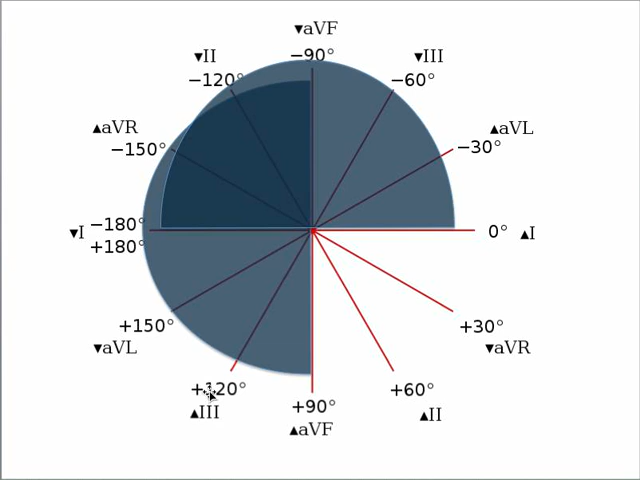 ▼aVF
−90°
▼II
−120°
▼III
−60°
▲aVR
−150°
▲aVL
−30°
▼I
−180°
+180°
0° ▲I
+150°
▼aVL
+30°
▼aVR
+120°
▲III
+90°
▲aVF
+60°
▲II